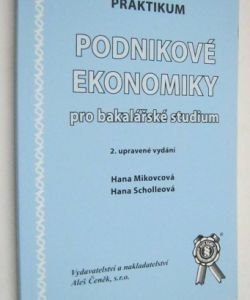 PRAKTIKUM
PODNIKOVÉ
EKONOMIKY
pro bakalářské studium
2. upravené vydání
Hana Mikovcová
Hana Scholleová
Vydavatelství a nakladatelství
Aleš Čeněk, s.r.o.